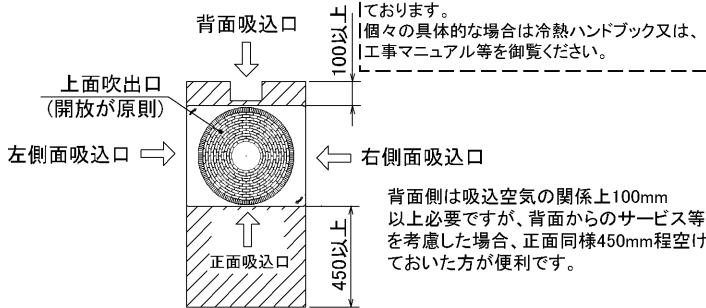 ております。
個々の具体的な場合は冷熱ハンドブック又は、
工事マニュアル等を御覧ください。
背面吸込口
100以上
上面吹出口
(開放が原則)
左側面吸込口
右側面吸込口
背面側は吸込空気の関係上100mm
以上必要ですが、背面からのサービス等
を考慮した場合、正面同様450mm程空け
ておいた方が便利です。
正面吸込口
450以上